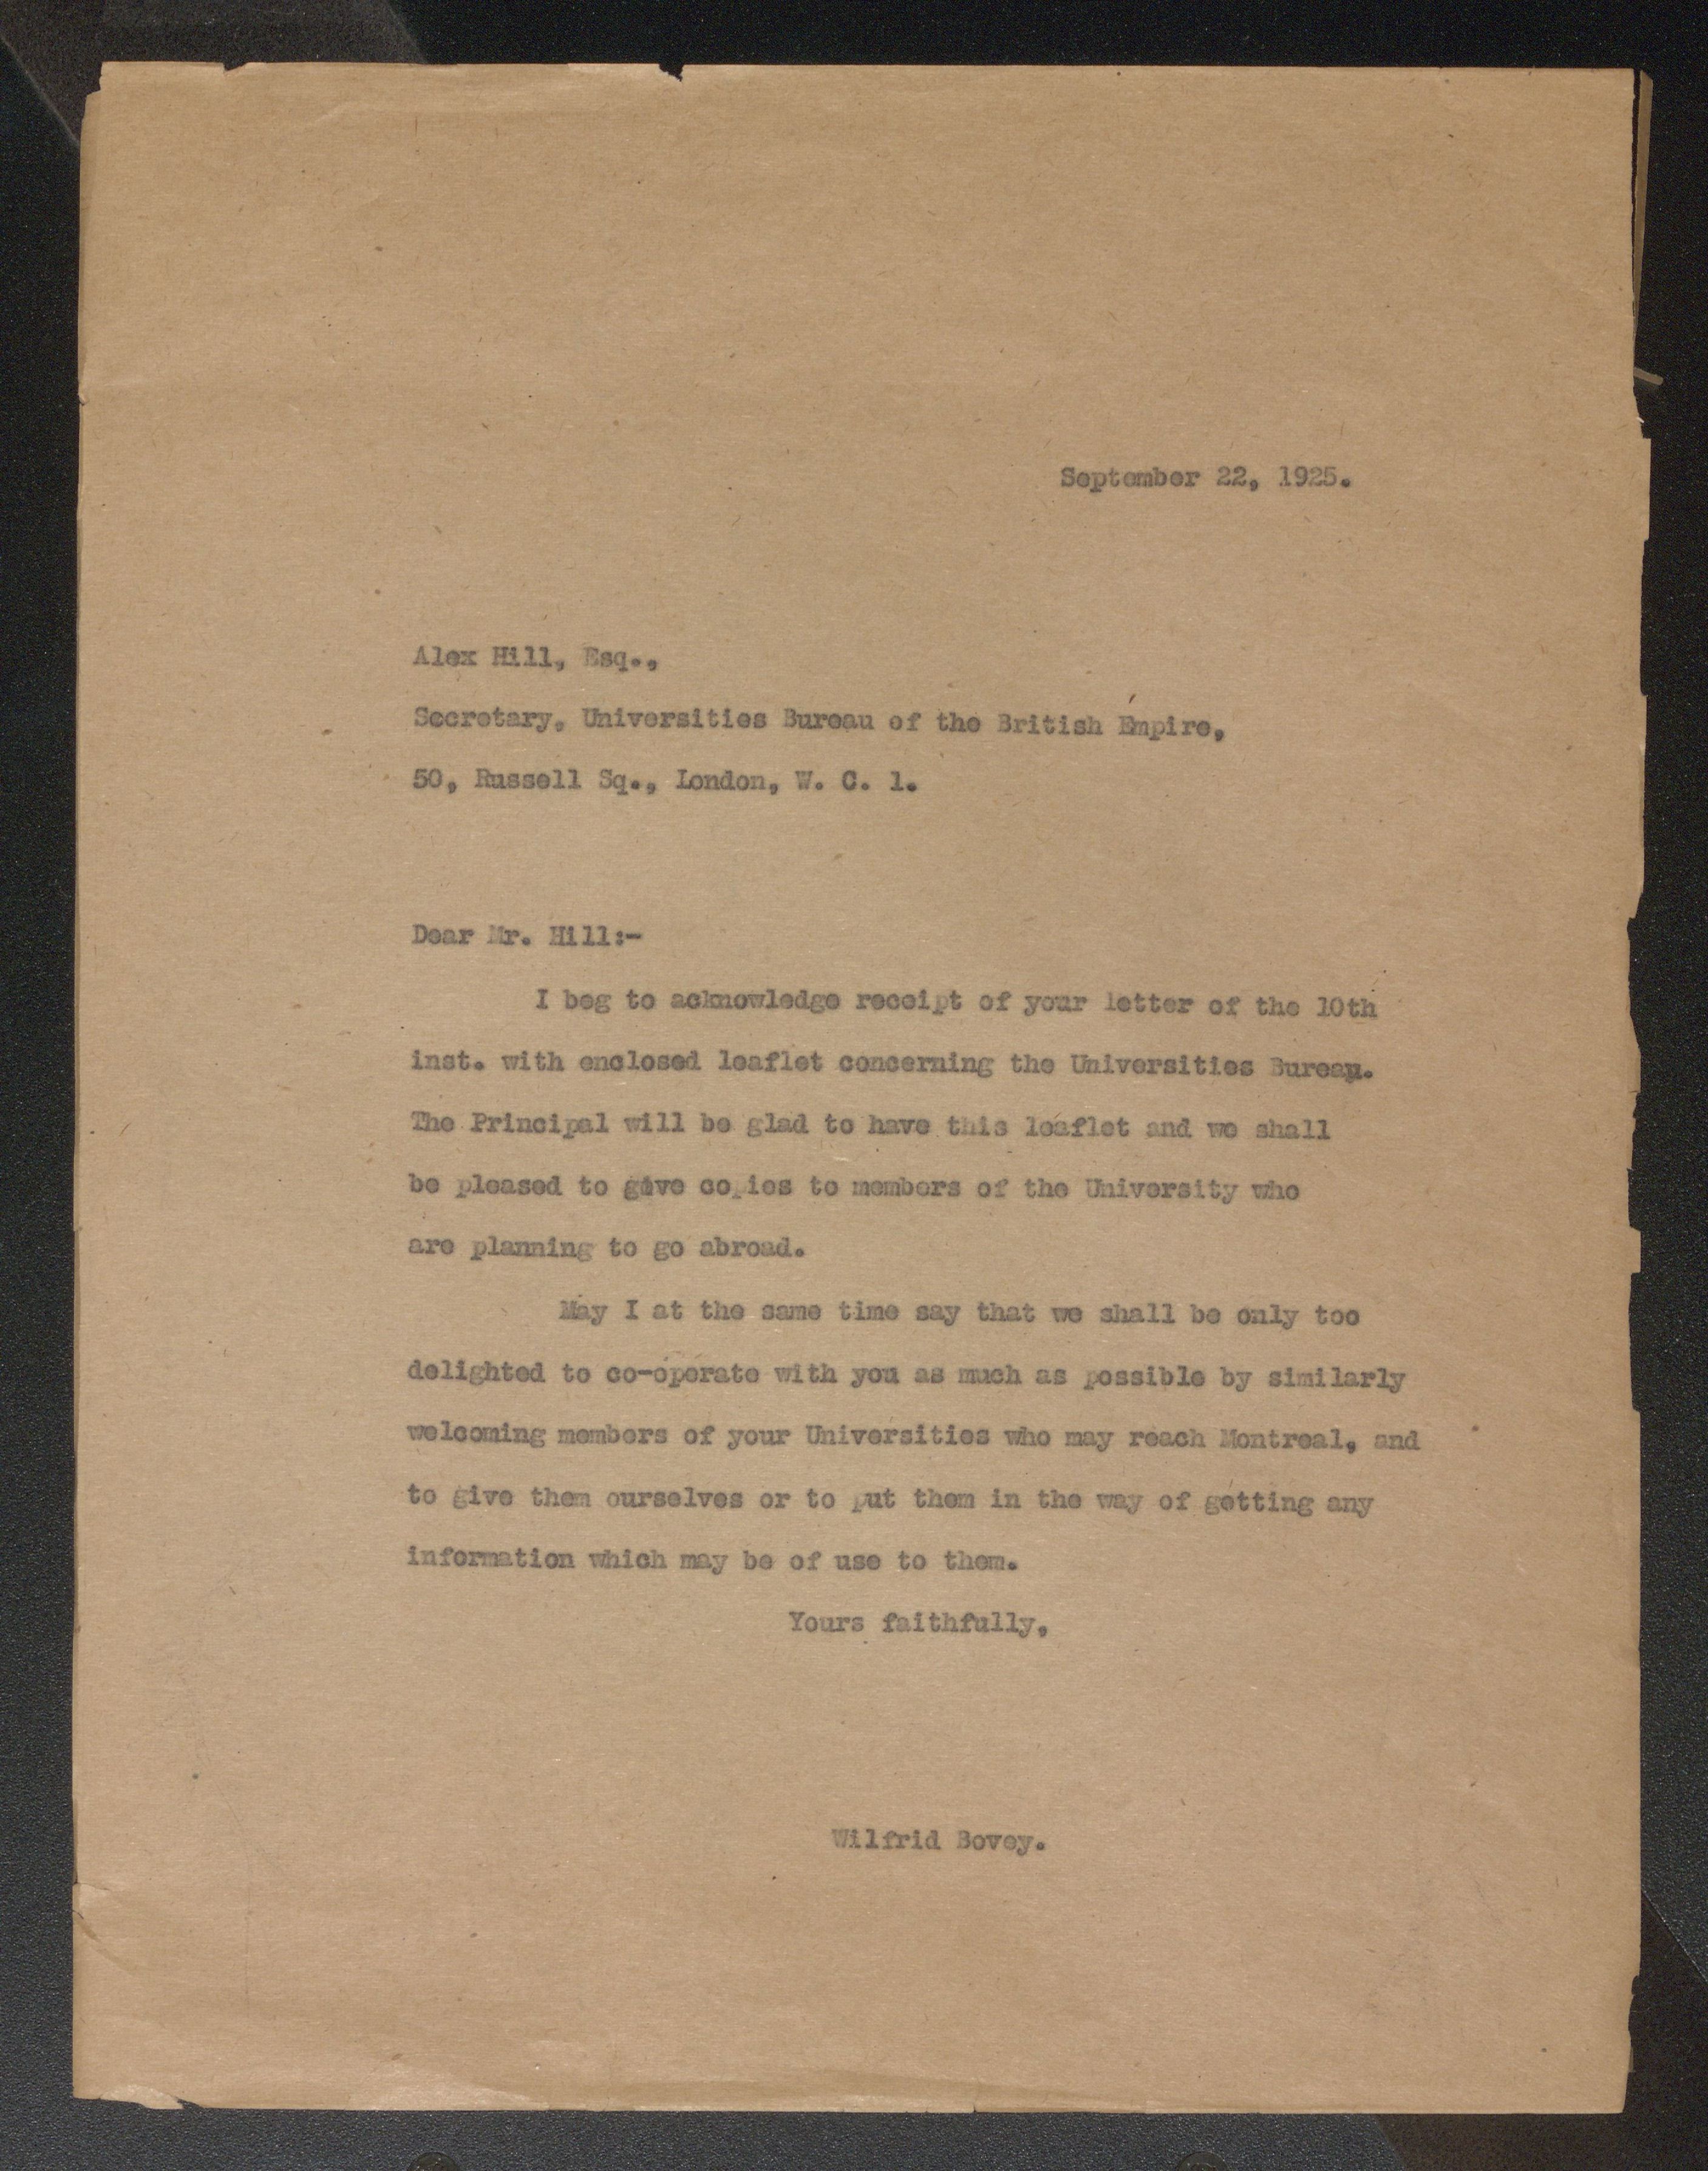 September 22, 1925.
Alex Hill, Esq.,
Secretary, Universities Bureau of the British Empire,
50, Russell Sq., London, W. C. 1.
Dear Mr. Hill:-
I beg to acknowledge receipt of your letter of the 10th
inst. with enclosed leaflet concerning the Universities Bureau.
The Principal will be glad to have this leaflet and we shall
be pleased to give copies to members of the University who
are planning to go abroad.
May I at the same time say that we shall be only too
delighted to co-operate with you as much as possible by similarly
welcoming members of your Universities who may reach Montreal, and
to give them ourselves or to put them in the way of getting any
information which may be of use to them.
Yours faithfully,
Wilfrid Bovey.